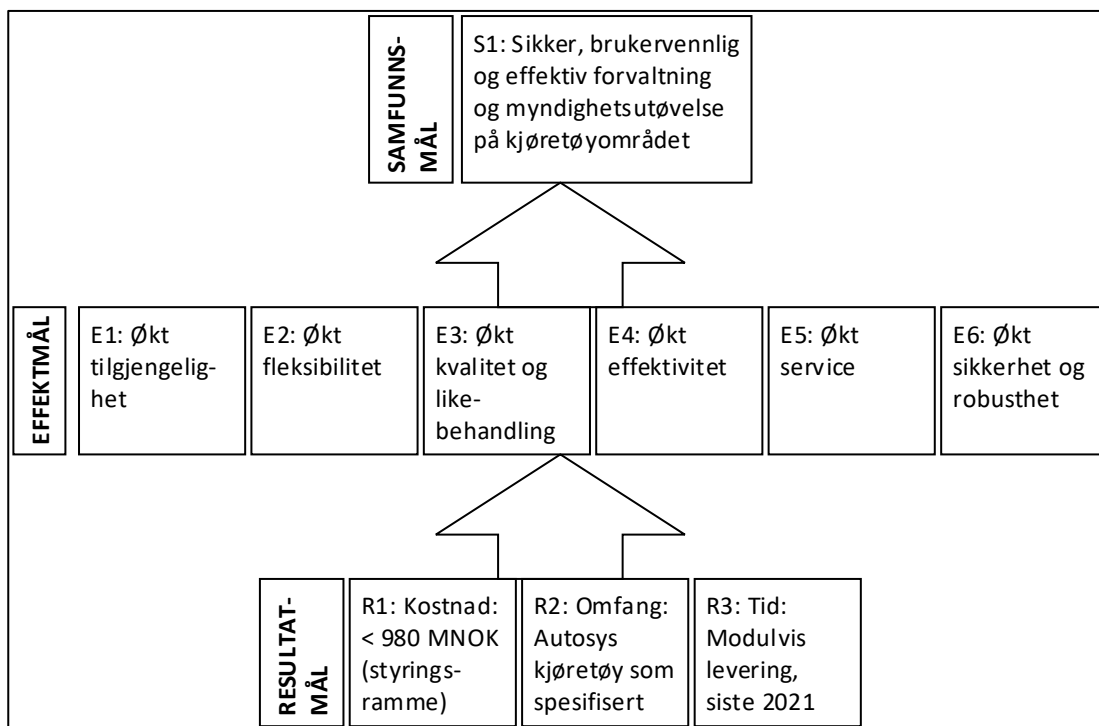 SAMFUNNS-
MÅL
S1: Sikker, brukervennlig
og effektiv forvaltning
og myndighetsutøvelse
på kjøretøyområdet
EFFEKTMÅL
E1: Økt
tilgjengelig-
het
E2: Økt
fleksibilitet
E3: Økt
kvalitet og
like-
behandling
E4: Økt
effektivitet
E5: Økt
service
E6: Økt
sikkerhet og
robusthet
RESULTAT-
MÅL
R1: Kostnad:
< 980 MNOK
(styrings-
ramme)
R2: Omfang:
Autosys
kjøretøy som
spesifisert
R3: Tid:
Modulvis
levering,
siste 2021